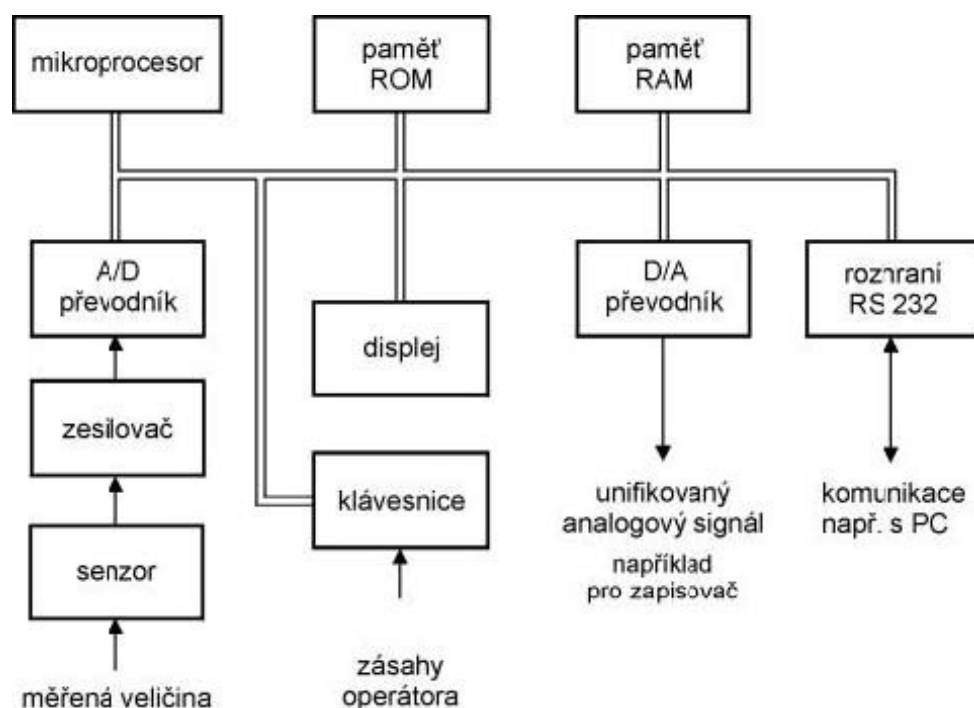 mikroprocesor
paměť
ROM
paměť
RAM
A/D
převodník
displej
D/A
převodník
rozhraní
RS 232
zesilovač
klávesnice
unifikovaný
analogový signál
například
pro zapisovač
komunikace
např. s PC
senzor
zásahy
operátora
měřená veličina